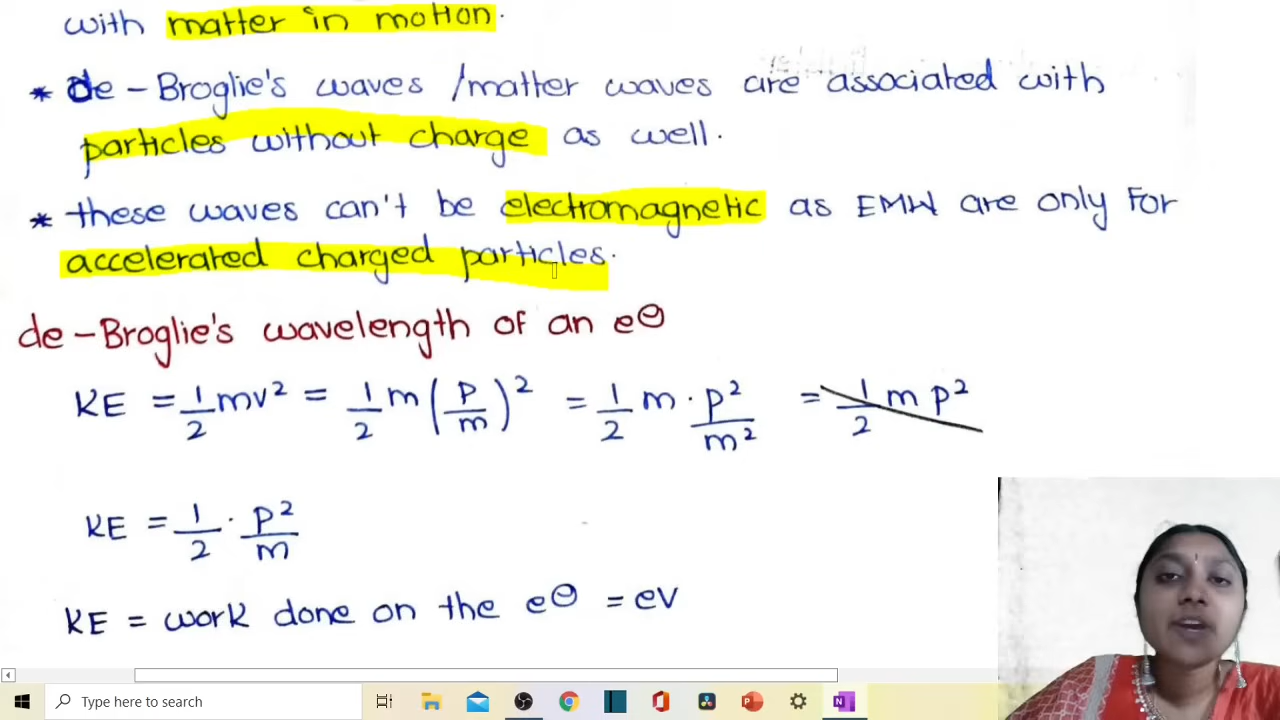 with matter in motion.
* de-Broglie's waves /matter waves are associated with
particles without charge as well.
* these waves can't be electromagnetic as EMW are only for
accelerated charged particles.
de-Broglie's wavelength of an e⊖
KE = 1/2 mv² = 1/2 m (p/m)² = 1/2 m · p²/m² = 1/2 m p²
KE = 1/2 · p²/m
KE = work done on the e⊖ = eV
Type here to search